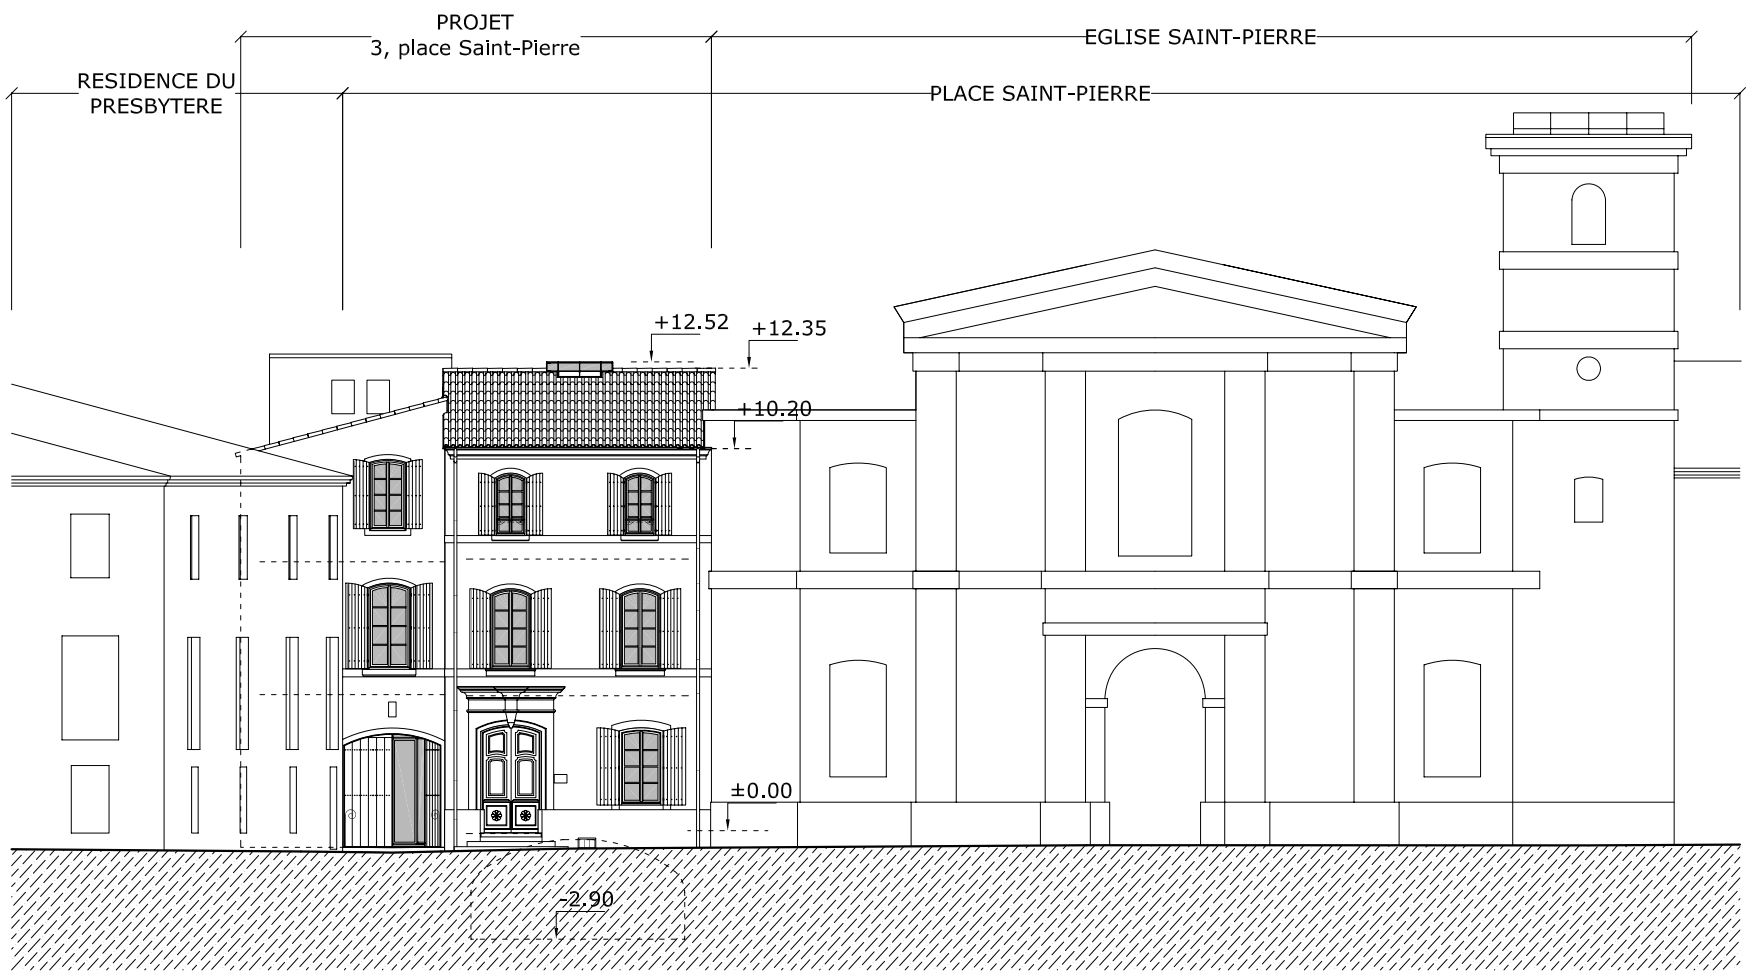 PROJET
3, place Saint-Pierre
EGLISE SAINT-PIERRE
RESIDENCE DU
PRESBYTERE
PLACE SAINT-PIERRE
+12.52
+12.35
+10.20
±0.00
-2.90